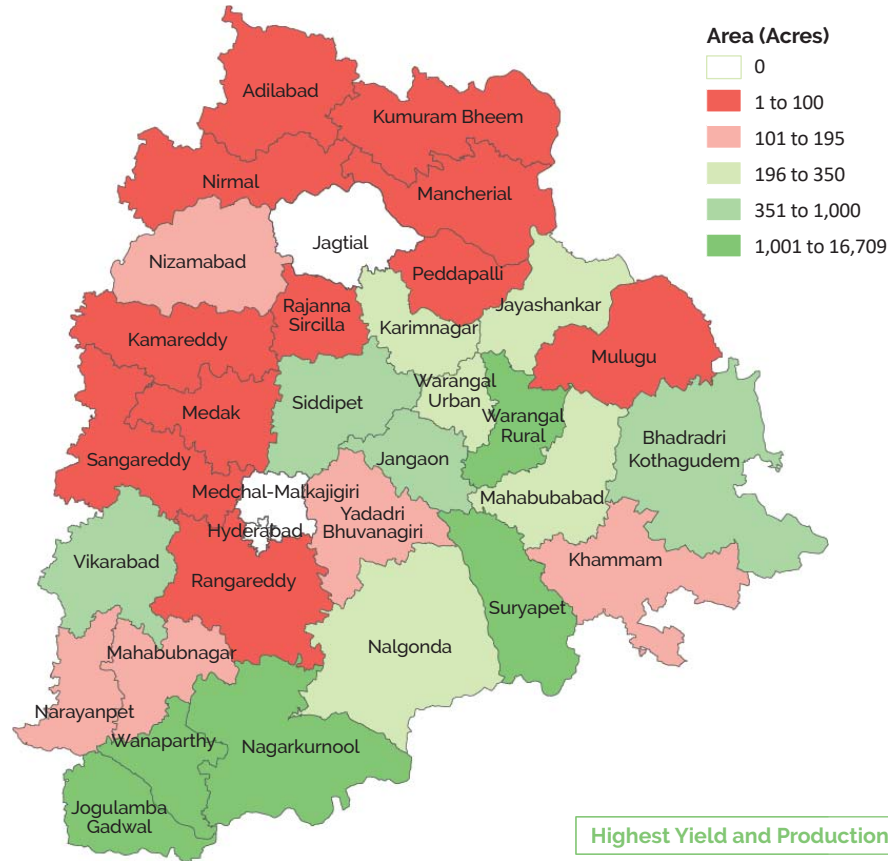 Area (Acres)
0
1 to 100
101 to 195
196 to 350
351 to 1,000
1,001 to 16,709
Adilabad
Kumuram Bheem
Nirmal
Mancherial
Jagtial
Nizamabad
Peddapalli
Rajanna
Sircilla
Jayashankar
Karimnagar
Kamareddy
Mulugu
Warangal
Urban
Siddipet
Medak
Warangal
Rural
Bhadradri
Kothagudem
Jangaon
Sangareddy
Medchal-Malkajigiri
Mahabubabad
Yadadri
Bhuvanagiri
Hyderabad
Vikarabad
Khammam
Rangareddy
Suryapet
Nalgonda
Mahabubnagar
Narayanpet
Wanaparthy
Nagarkurnool
Jogulamba
Gadwal
Highest Yield and Production